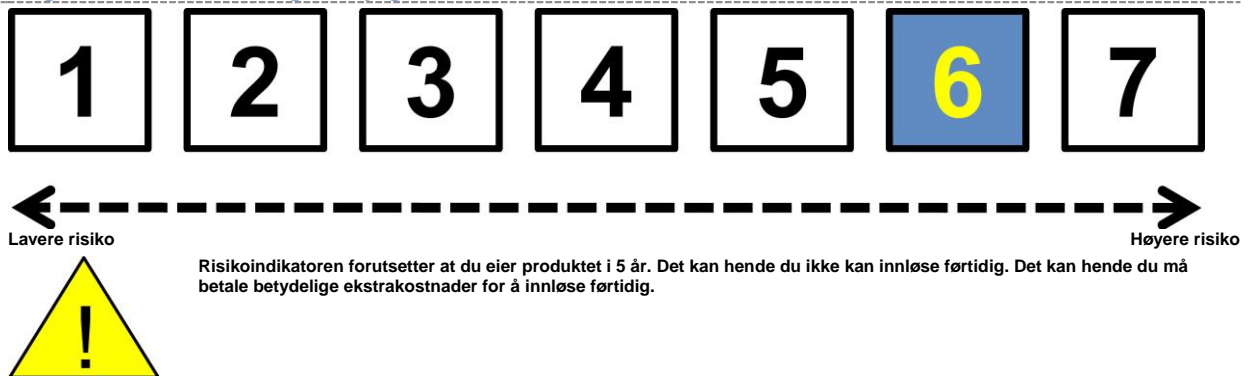 1 2 3 4 5 6 7
Lavere risiko Høyere risiko
Risikoindikatoren forutsetter at du eier produktet i 5 år. Det kan hende du ikke kan innløse førtidig. Det kan hende du må
betale betydelige ekstrakostnader for å innløse førtidig.
!